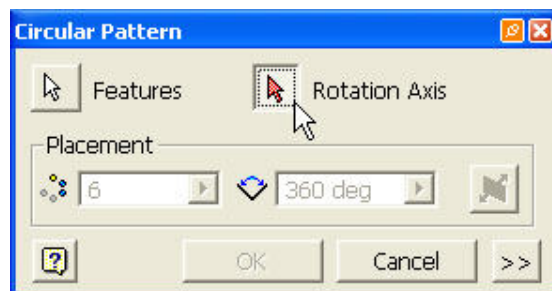 Circular Pattern
Features Rotation Axis
Placement
6 360 deg
? OK Cancel >>